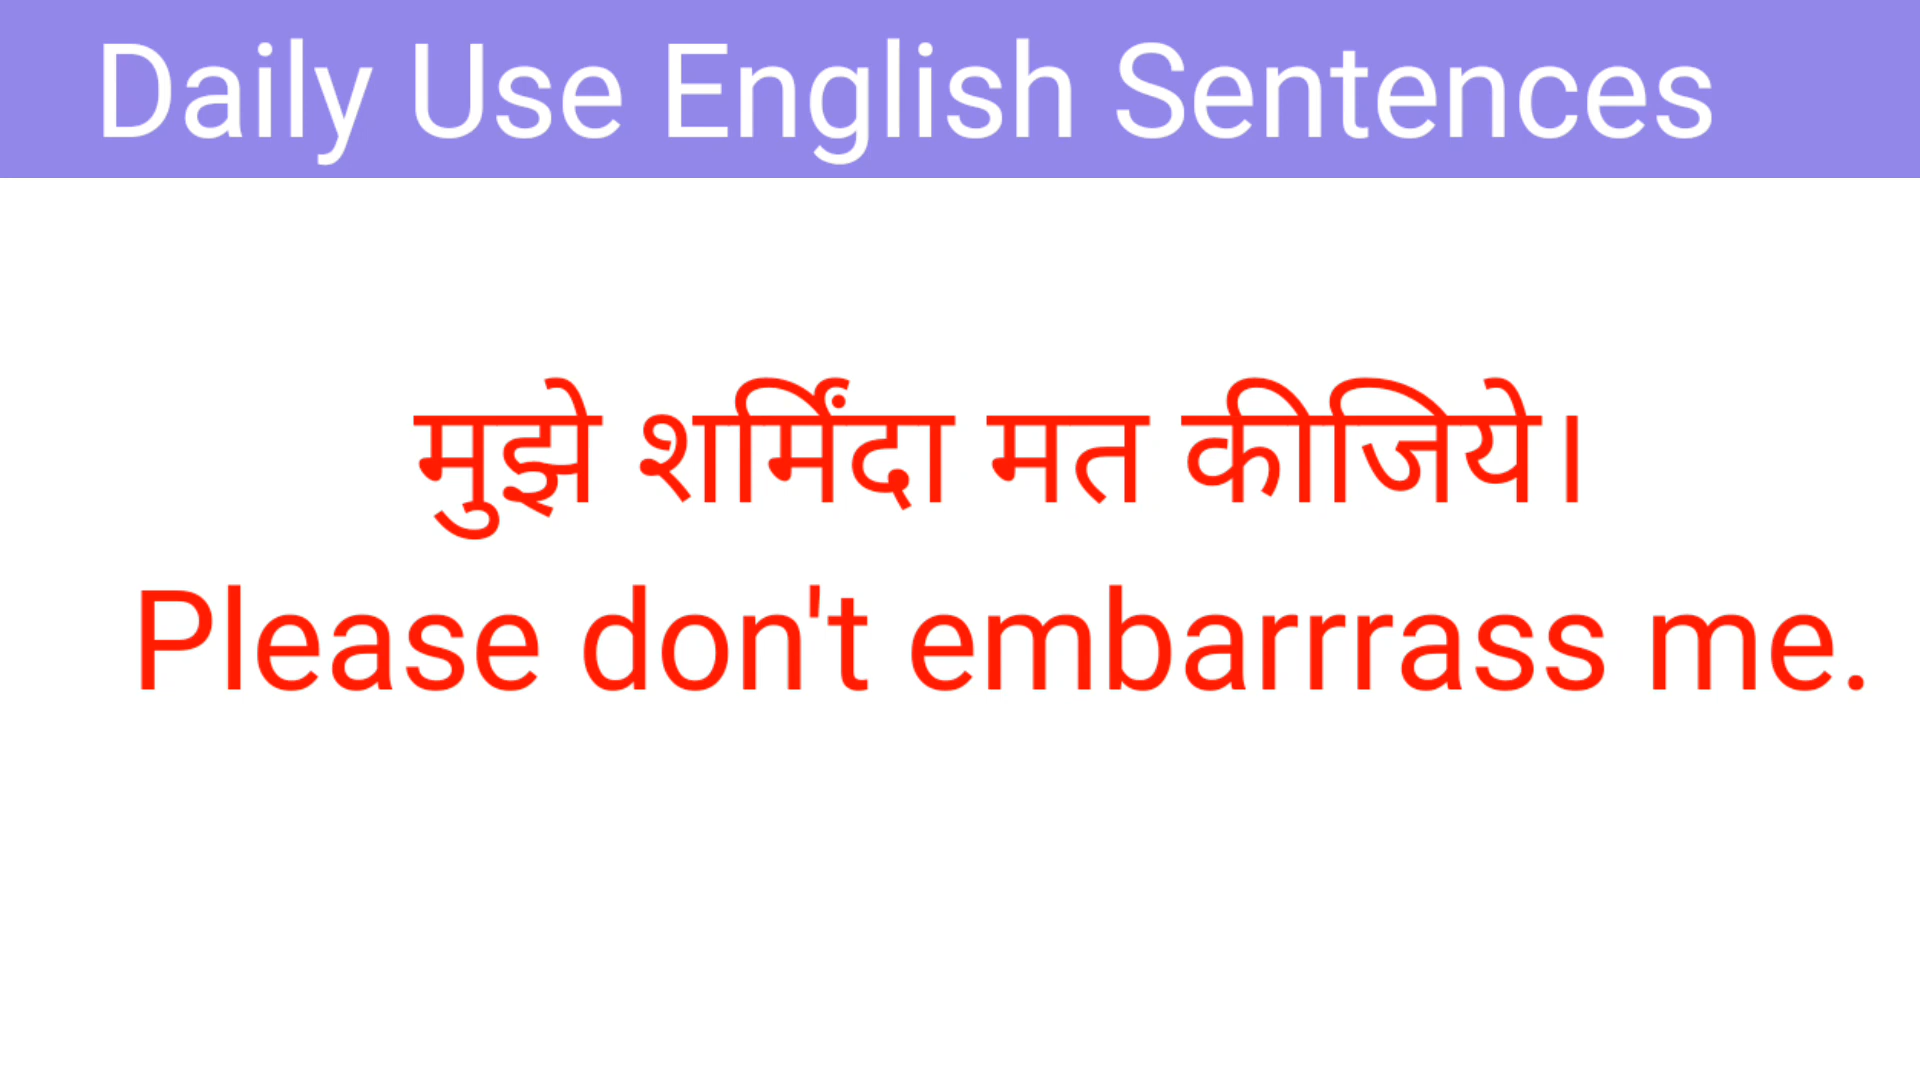 Daily Use English Sentences
मुझे शर्मिंदा मत कीजिये।
Please don't embarrrass me.